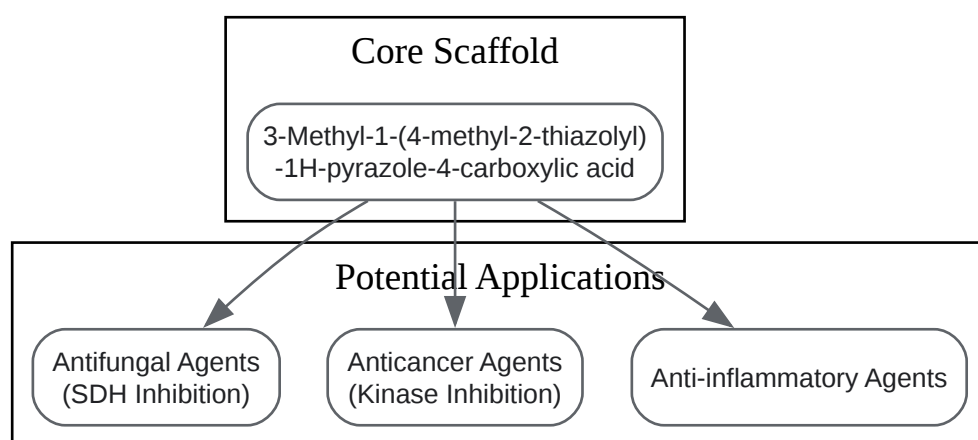 Core Scaffold
3-Methyl-1-(4-methyl-2-thiazolyl)
-1H-pyrazole-4-carboxylic acid
Potential Applications
Antifungal Agents
(SDH Inhibition)
Anticancer Agents
(Kinase Inhibition)
Anti-inflammatory Agents